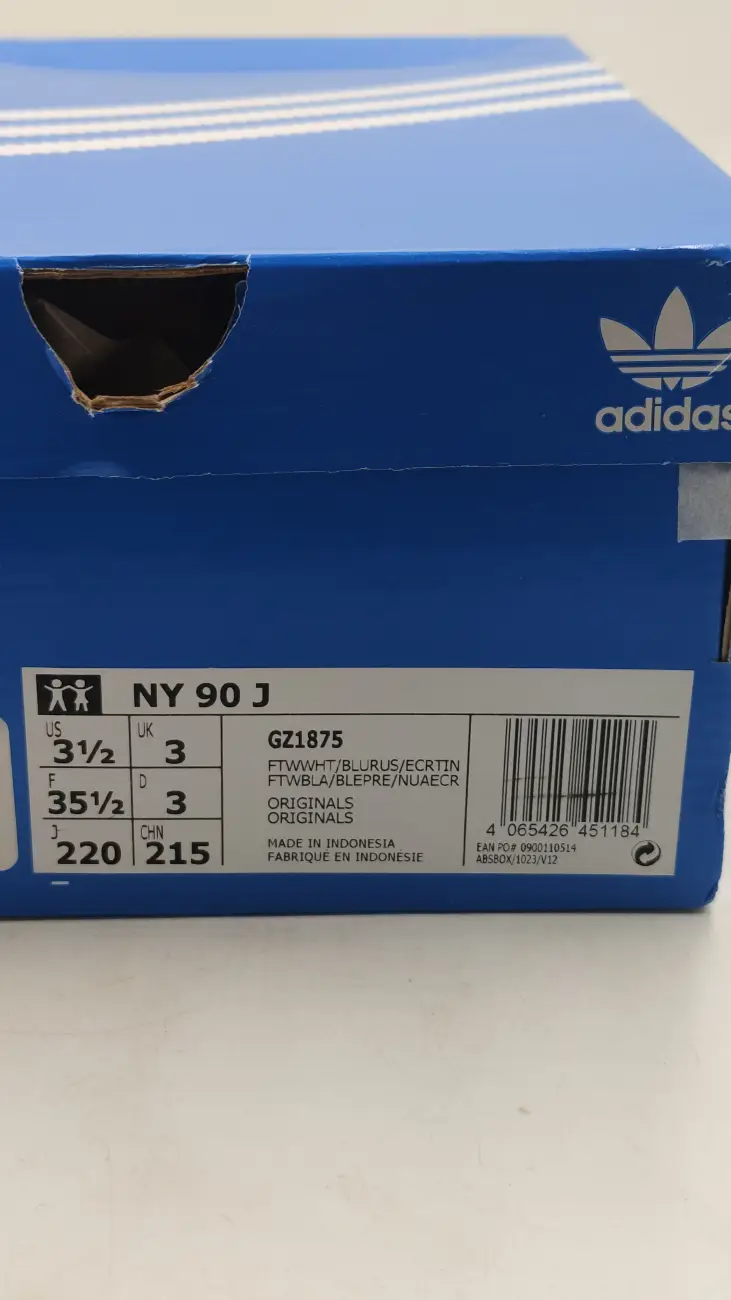 adidas
NY 90 J
US
3½
UK
3
F
35½
D
3
J
220
CHN
215
GZ1875
FTWWHT/BLURUS/ECRTIN
FTWBLA/BLEPRE/NUAECR
ORIGINALS
ORIGINALS
MADE IN INDONESIA
FABRIQUE EN INDONÉSIE
4 065426 451184
EAN PO# 0900110514
ABSBOX/1023/V12